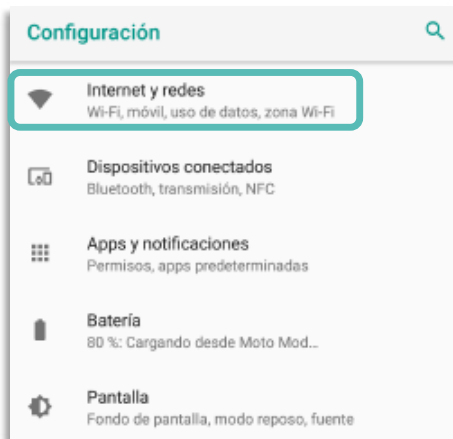 Configuración
Internet y redes
Wi-Fi, móvil, uso de datos, zona Wi-Fi
Dispositivos conectados
Bluetooth, transmisión, NFC
Apps y notificaciones
Permisos, apps predeterminadas
Batería
80 %: Cargando desde Moto Mod...
Pantalla
Fondo de pantalla, modo reposo, fuente